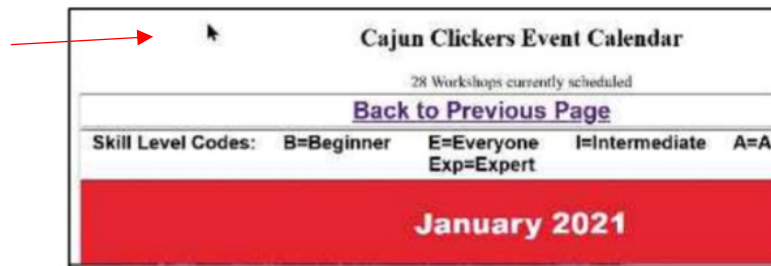 Cajun Clickers Event Calendar
28 Workshops currently scheduled
Back to Previous Page
Skill Level Codes: B=Beginner E=Everyone I=Intermediate A=A
Exp=Expert
January 2021